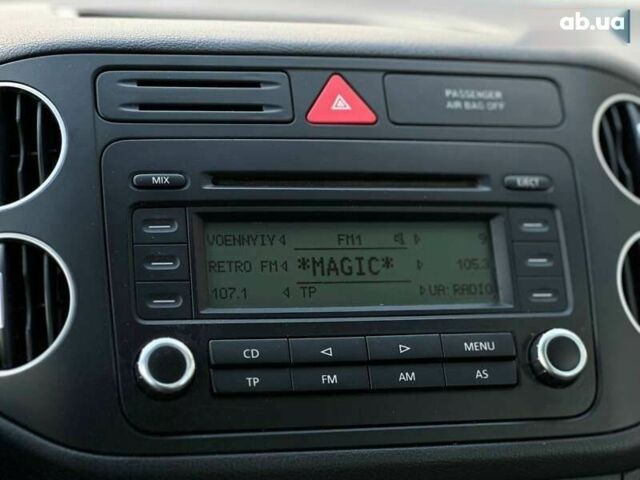 ab.ua
PASSENGER
AIR BAG OFF
MIX
EJECT
VOENNYIY FM1 9
RETRO FM *MAGIC* 105.3
107.1 TP UA: RADIO
CD MENU
TP FM AM AS